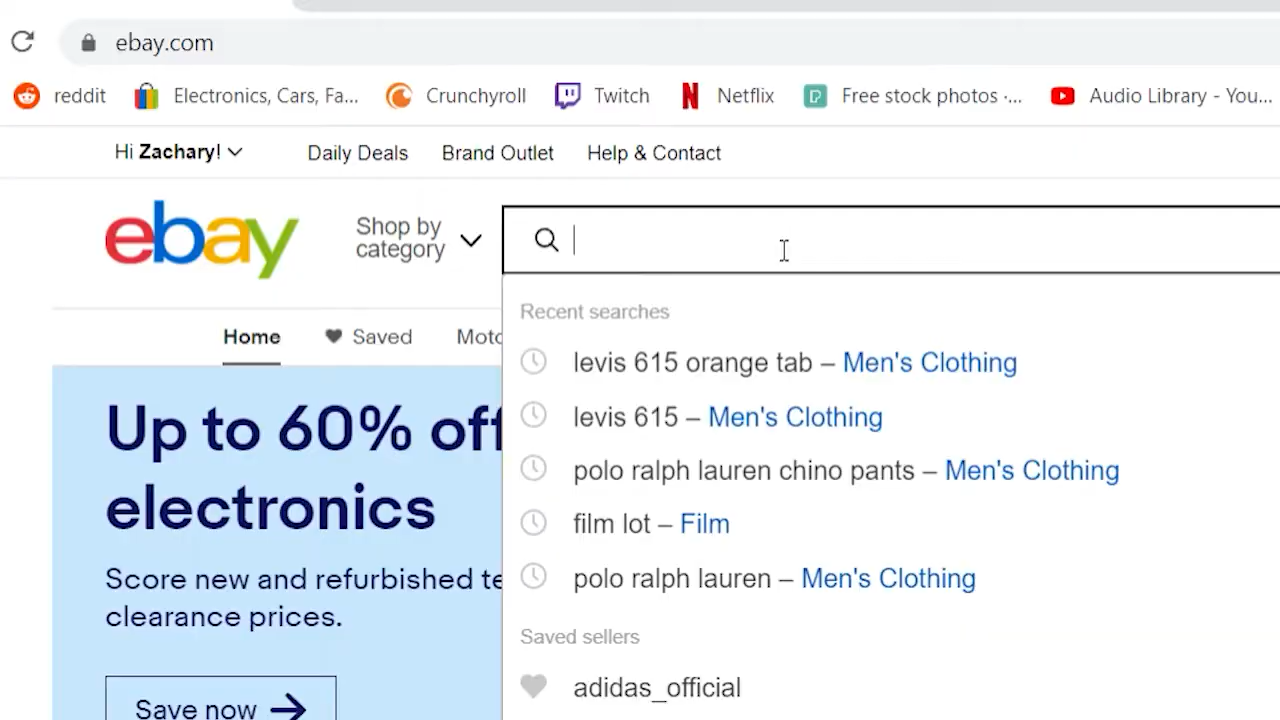 ebay.com
reddit
Electronics, Cars, Fa...
Crunchyroll
Twitch
Netflix
Free stock photos ·...
Audio Library - You...
Hi Zachary!
Daily Deals
Brand Outlet
Help & Contact
ebay
Shop by
category
Home
Saved
Moto
Recent searches
levis 615 orange tab – Men's Clothing
levis 615 – Men's Clothing
polo ralph lauren chino pants – Men's Clothing
film lot – Film
polo ralph lauren – Men's Clothing
Saved sellers
adidas_official
Up to 60% off
electronics
Score new and refurbished te
clearance prices.
Save now